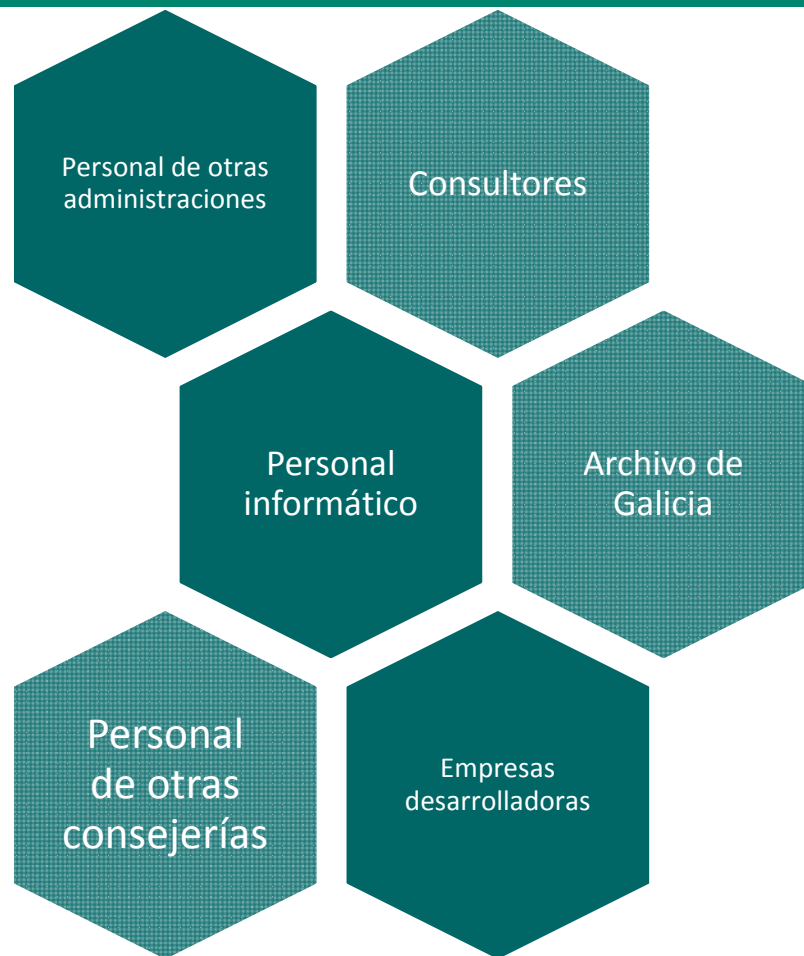 Personal de otras
administraciones
Consultores
Personal
informático
Archivo de
Galicia
Personal
de otras
consejerías
Empresas
desarrolladoras